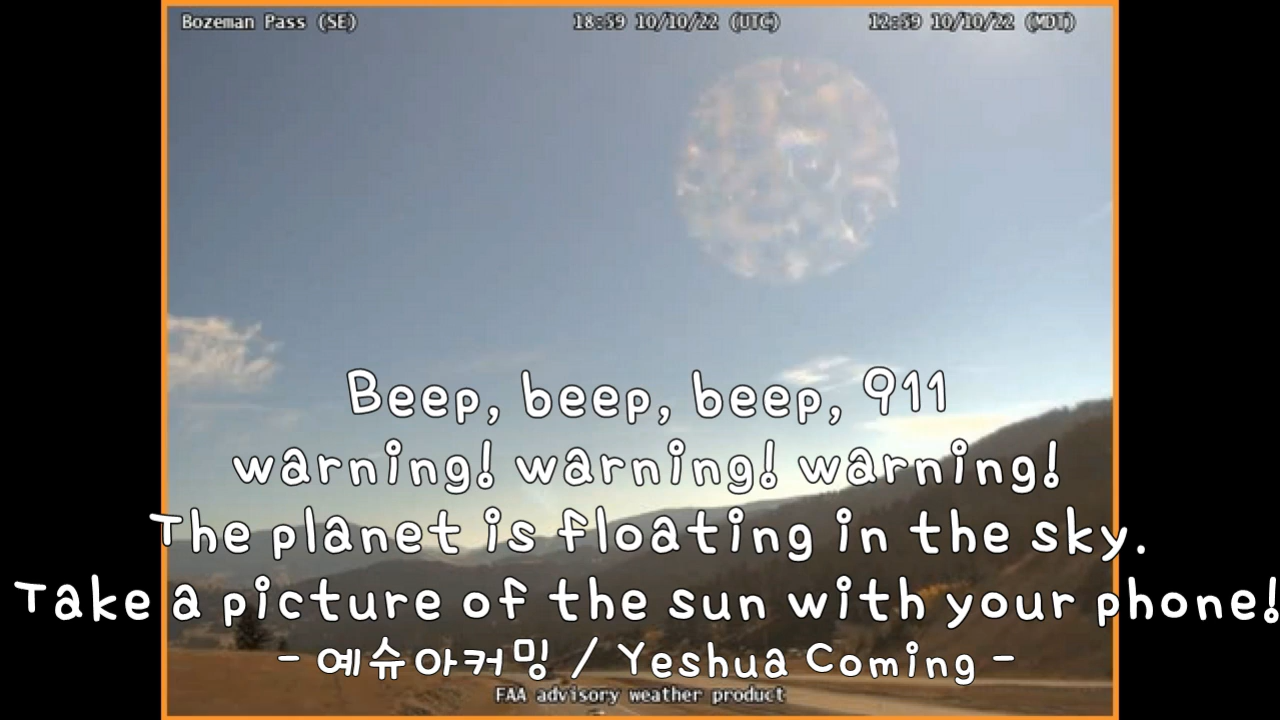 Bozeman Pass (SE) 18:59 10/10/22 (UTC) 12:59 10/10/22 (MDT)
Beep, beep, beep, 911
warning! warning! warning!
The planet is floating in the sky.
Take a picture of the sun with your phone!
- 예슈아커밍 / Yeshua Coming -
FAA advisory weather product